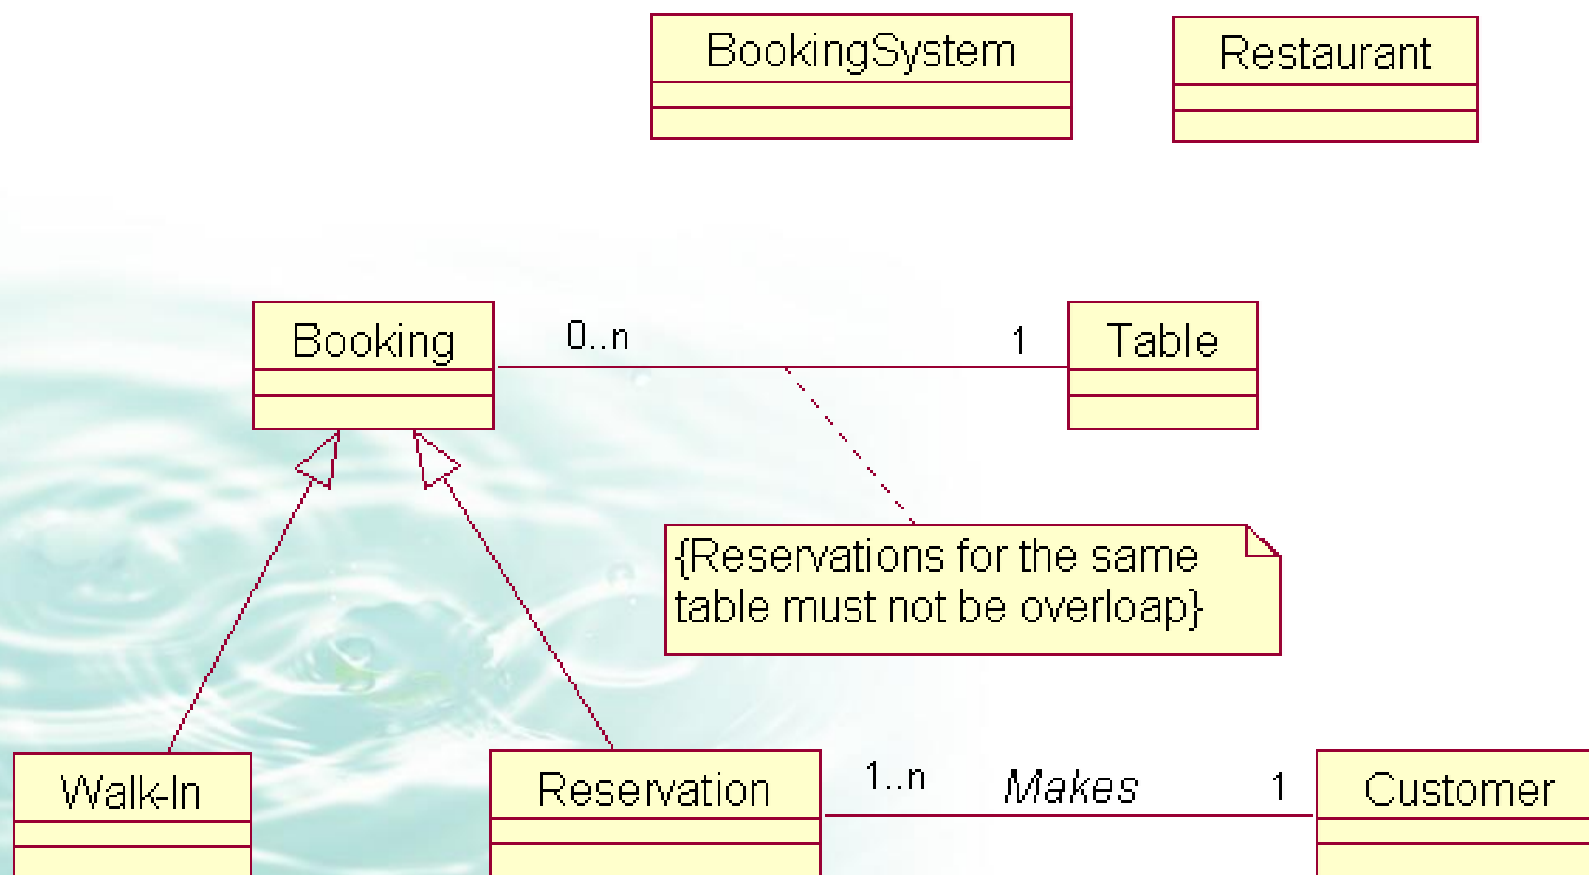 BookingSystem
Restaurant
Booking
0..n
1
Table
{Reservations for the same
table must not be overloap}
Walk-In
Reservation
1..n
Makes
1
Customer